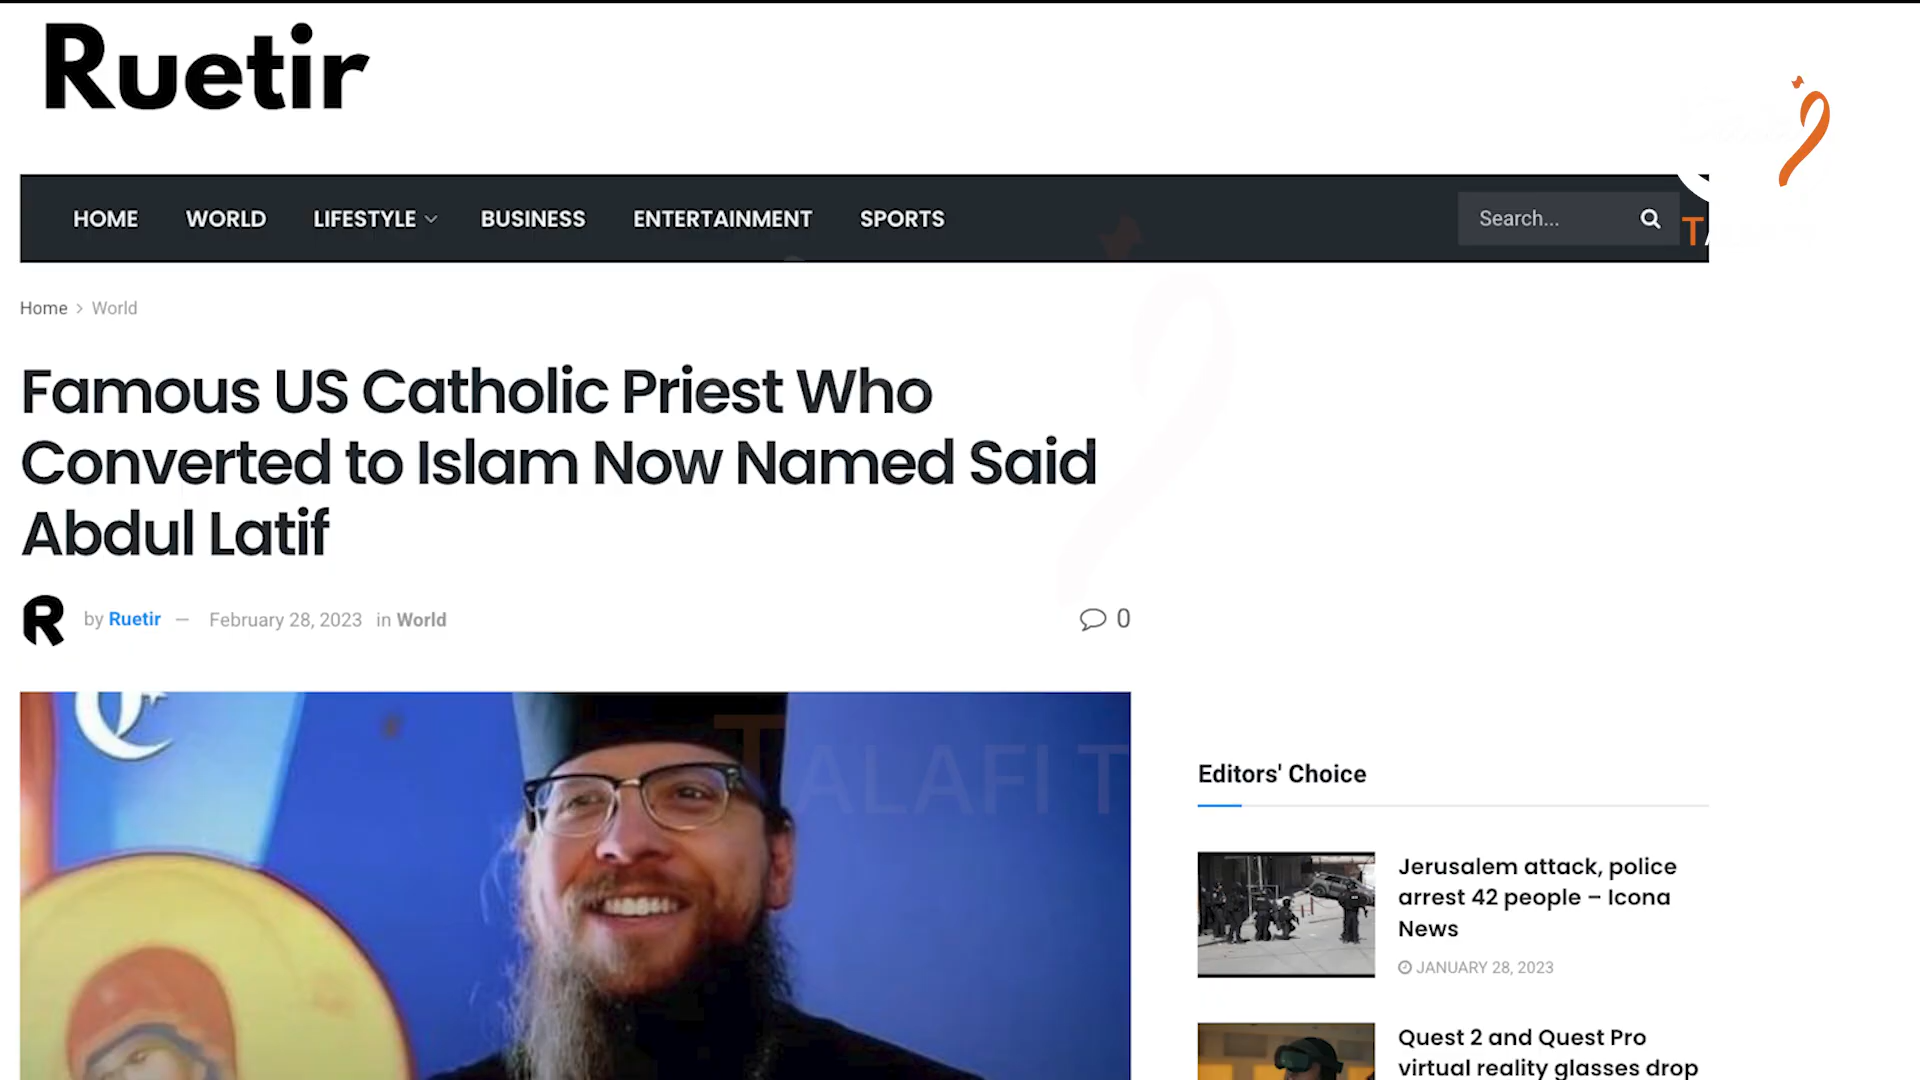 Ruetir
HOME WORLD LIFESTYLE BUSINESS ENTERTAINMENT SPORTS Search...
Home > World
Famous US Catholic Priest Who
Converted to Islam Now Named Said
Abdul Latif
by Ruetir — February 28, 2023 in World 0
TALAFI T
Editors' Choice
Jerusalem attack, police
arrest 42 people – Icona
News
JANUARY 28, 2023
Quest 2 and Quest Pro
virtual reality glasses drop